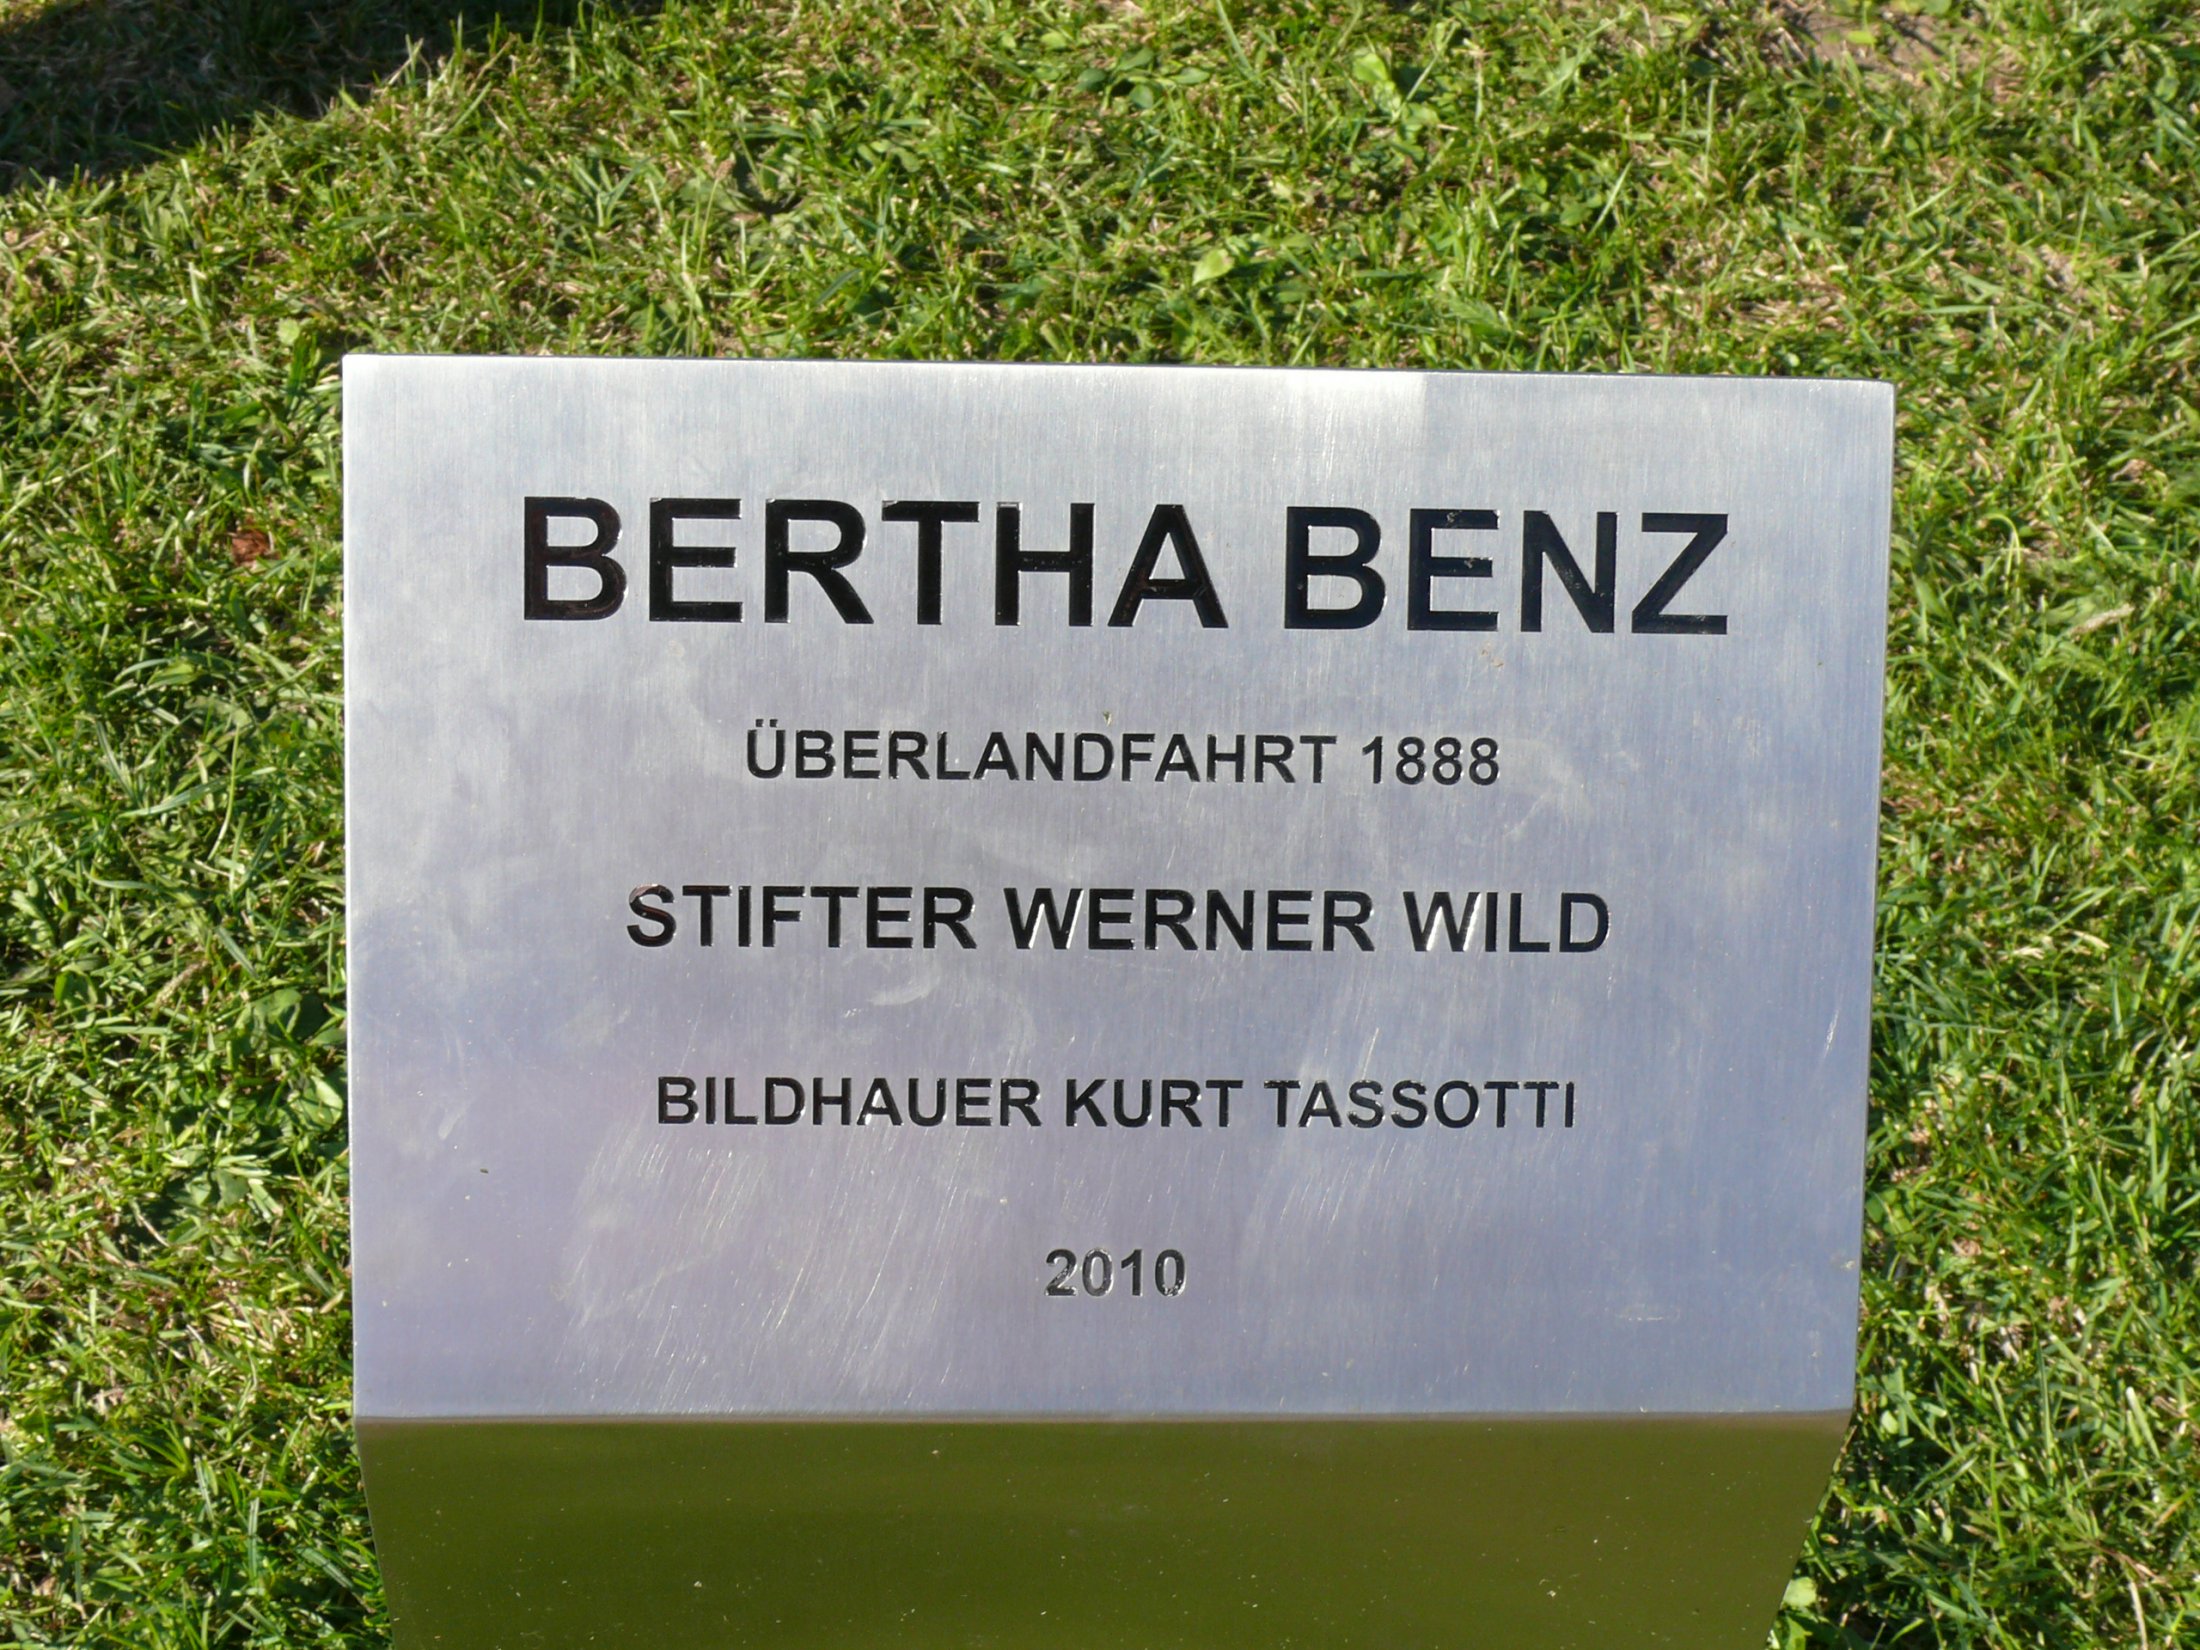 BERTHA BENZ
ÜBERLANDFAHRT 1888
STIFTER WERNER WILD
BILDHAUER KURT TASSOTTI
2010